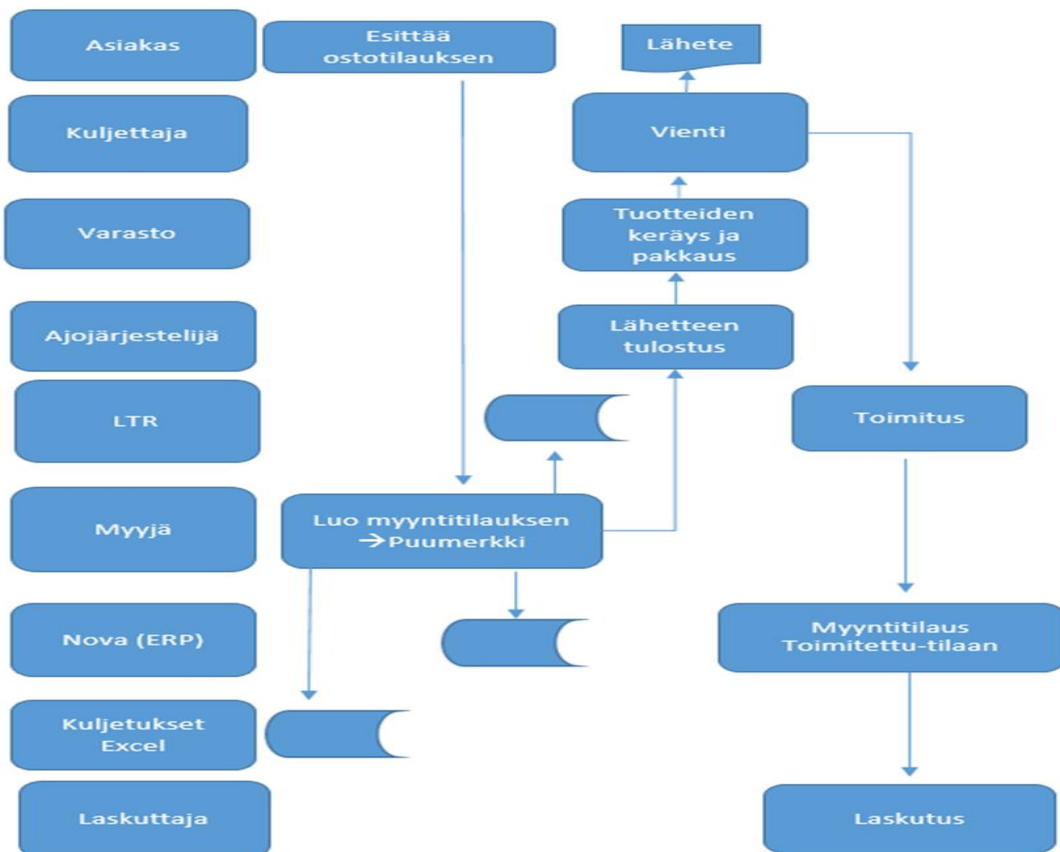 Asiakas
Esittää
ostotilauksen
Lähete
Kuljettaja
Vienti
Varasto
Tuotteiden
keräys ja
pakkaus
Ajojärjestelijä
Lähetteen
tulostus
LTR
Toimitus
Myyjä
Luo myyntitilauksen
→Puumerkki
Nova (ERP)
Myyntitilaus
Toimitettu-tilaan
Kuljetukset
Excel
Laskuttaja
Laskutus